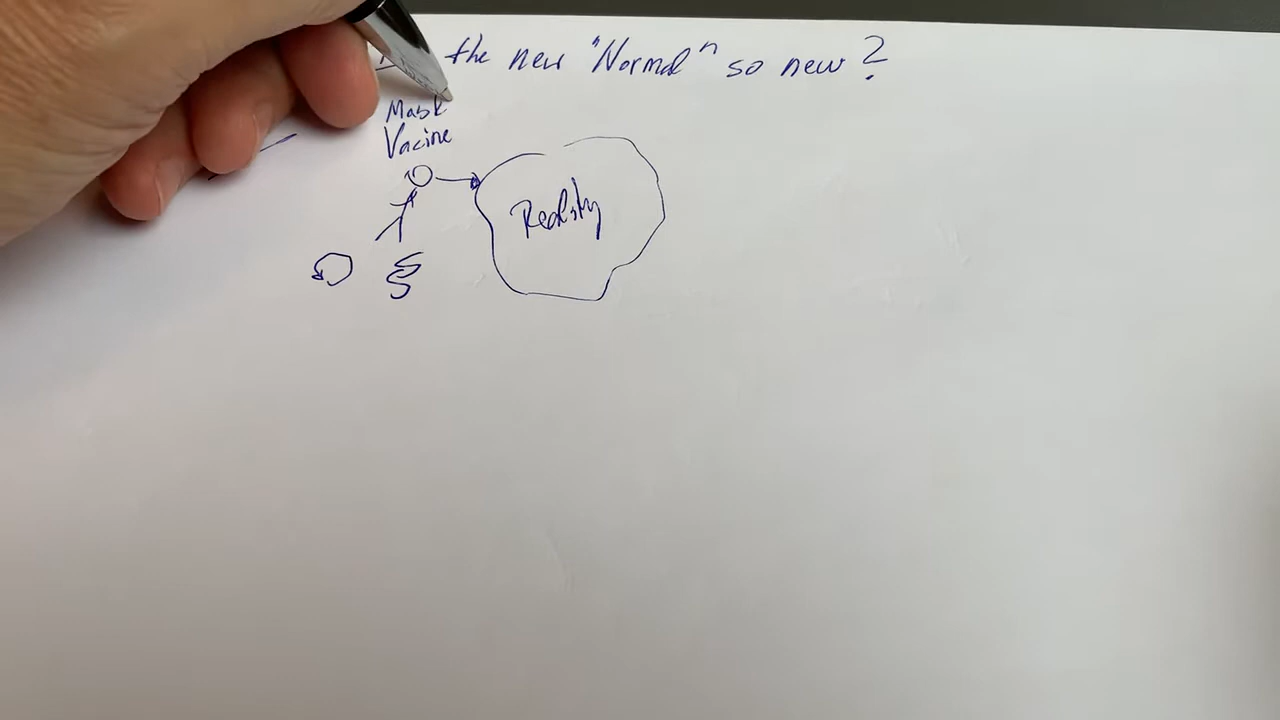 the new "Normal" so new ?
Mask
Vacine
Reality